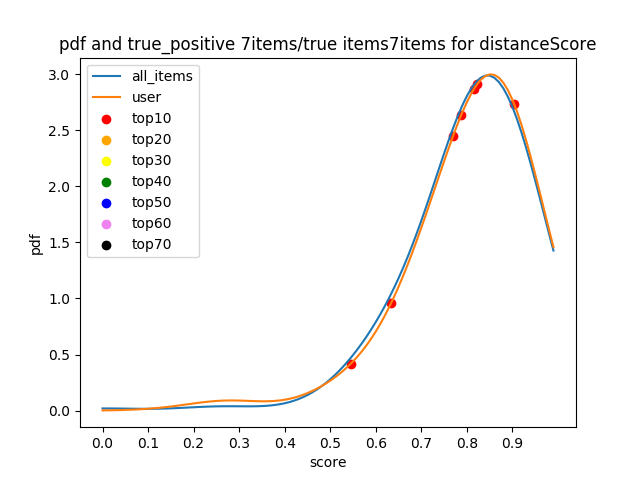 pdf and true_positive 7items/true items7items for distanceScore
3.0
2.5
2.0
1.5
1.0
0.5
0.0
pdf
all_items
user
top10
top20
top30
top40
top50
top60
top70
0.0 0.1 0.2 0.3 0.4 0.5 0.6 0.7 0.8 0.9
score